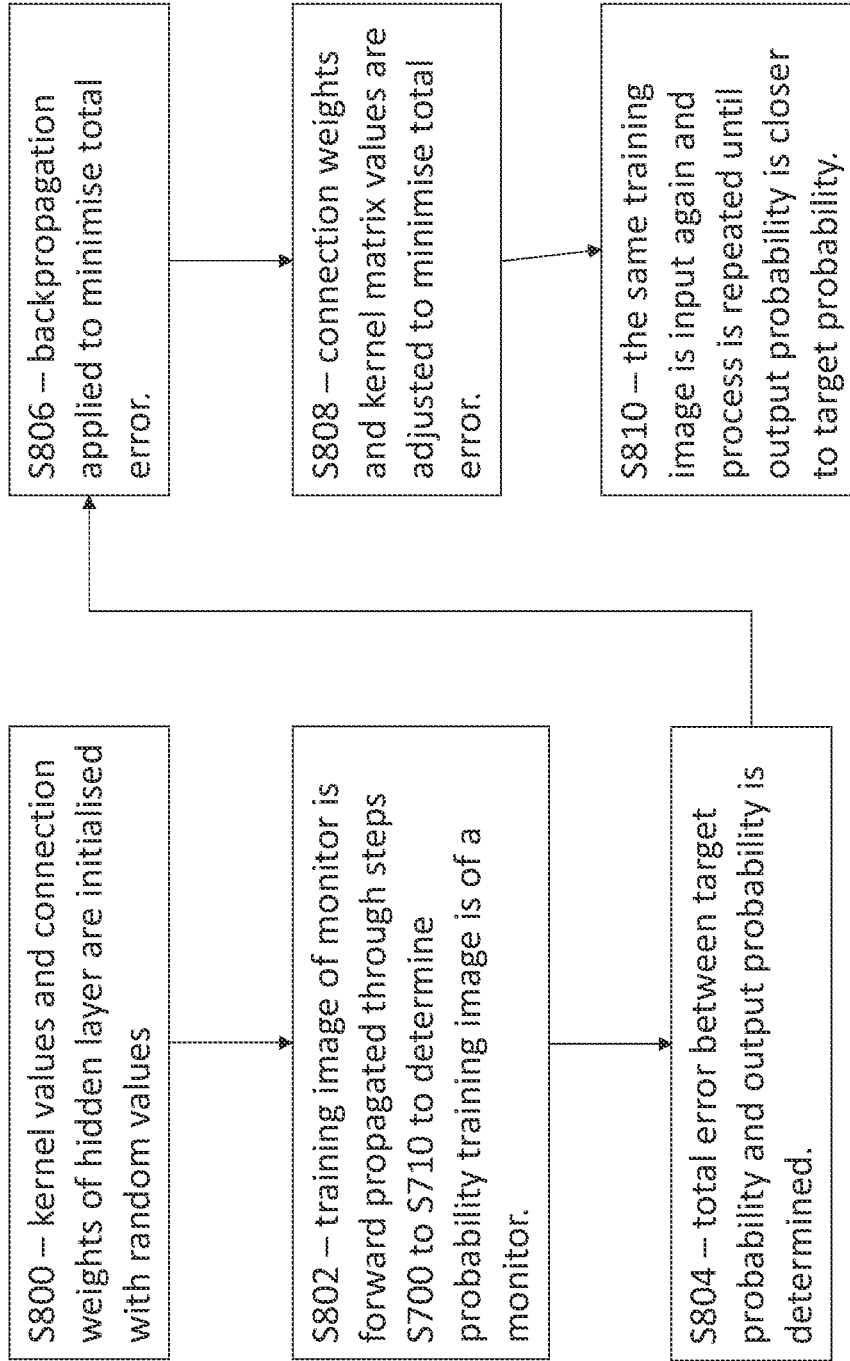 S800 – kernel values and connection
weights of hidden layer are initialised
with random values
S802 – training image of monitor is
forward propagated through steps
S700 to S710 to determine
probability training image is of a
monitor.
S804 – total error between target
probability and output probability is
determined.
S806 – backpropagation
applied to minimise total
error.
S808 – connection weights
and kernel matrix values are
adjusted to minimise total
error.
S810 – the same training
image is input again and
process is repeated until
output probability is closer
to target probability.